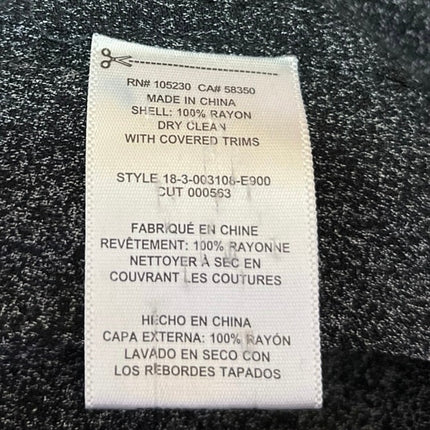 RN# 105230 CA# 58350
MADE IN CHINA
SHELL: 100% RAYON
DRY CLEAN
WITH COVERED TRIMS
STYLE 18-3-003106-E900
CUT 000563
FABRIQUÉ EN CHINE
REVÊTEMENT: 100% RAYONNE
NETTOYER À SEC EN
COUVRANT LES COUTURES
HECHO EN CHINA
CAPA EXTERNA: 100% RAYÓN
LAVADO EN SECO CON
LOS REBORDES TAPADOS